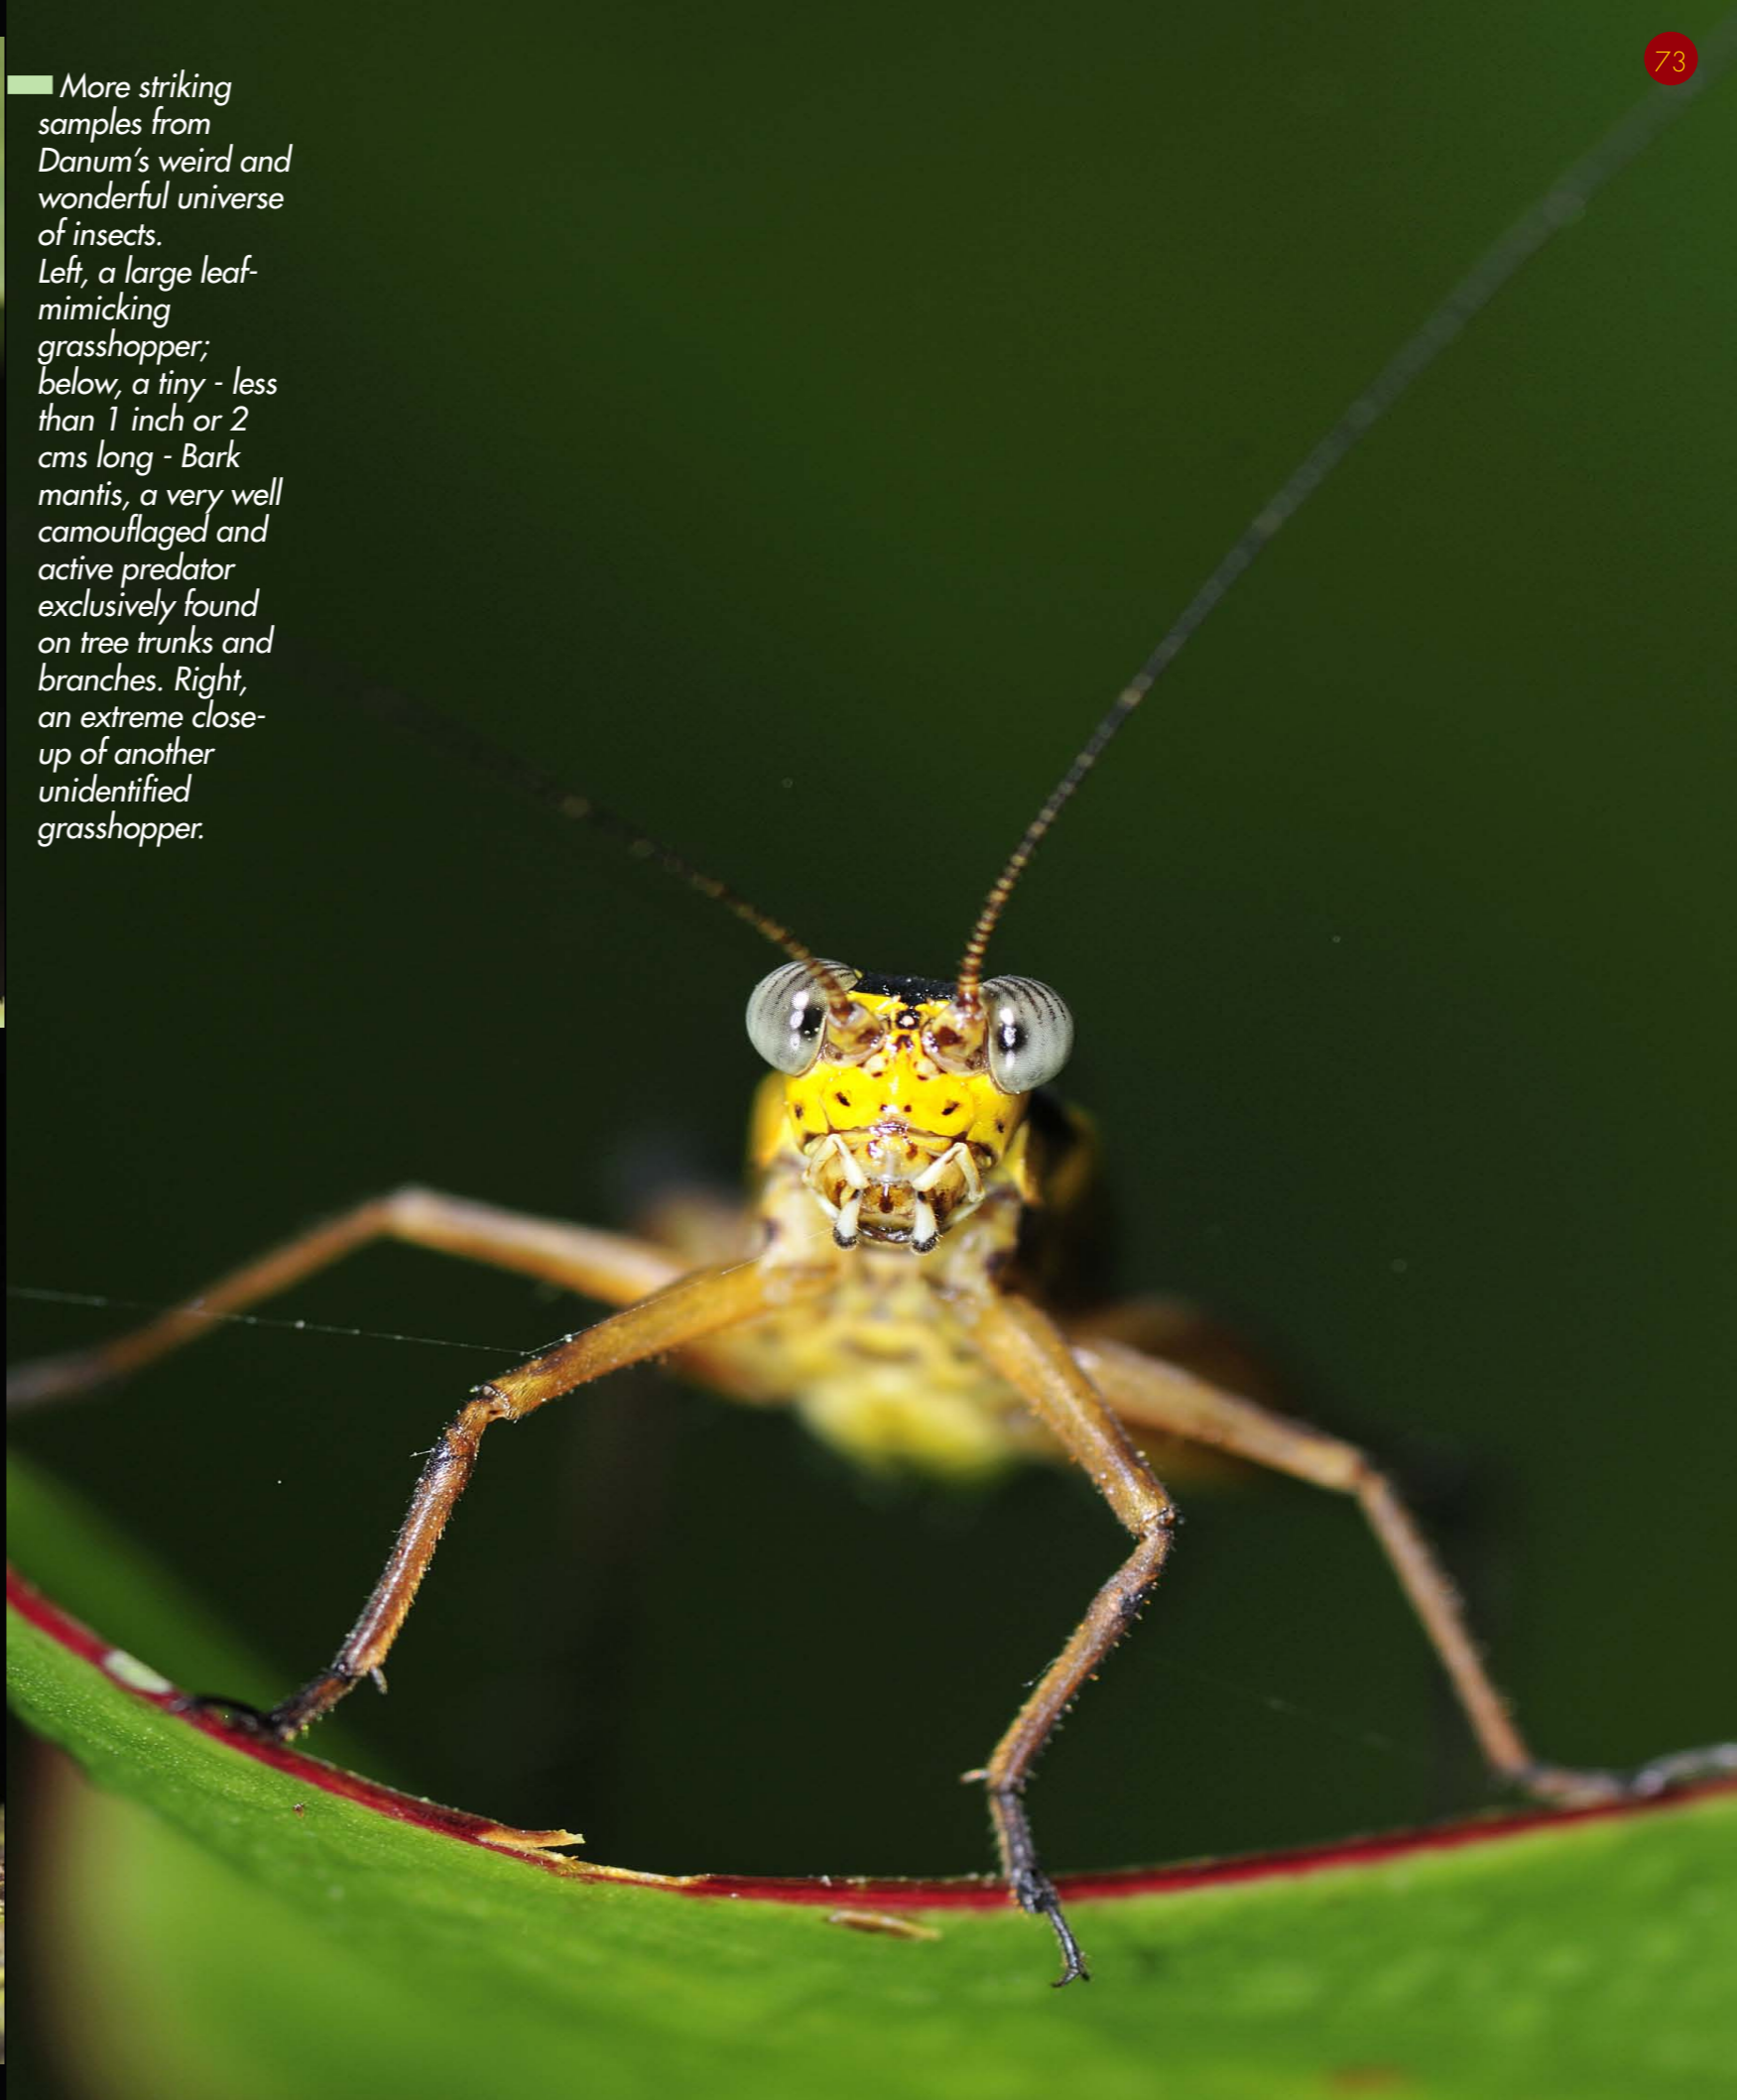 73
More striking
samples from
Danum's weird and
wonderful universe
of insects.
Left, a large leaf-
mimicking
grasshopper;
below, a tiny - less
than 1 inch or 2
cms long - Bark
mantis, a very well
camouflaged and
active predator
exclusively found
on tree trunks and
branches. Right,
an extreme close-
up of another
unidentified
grasshopper.